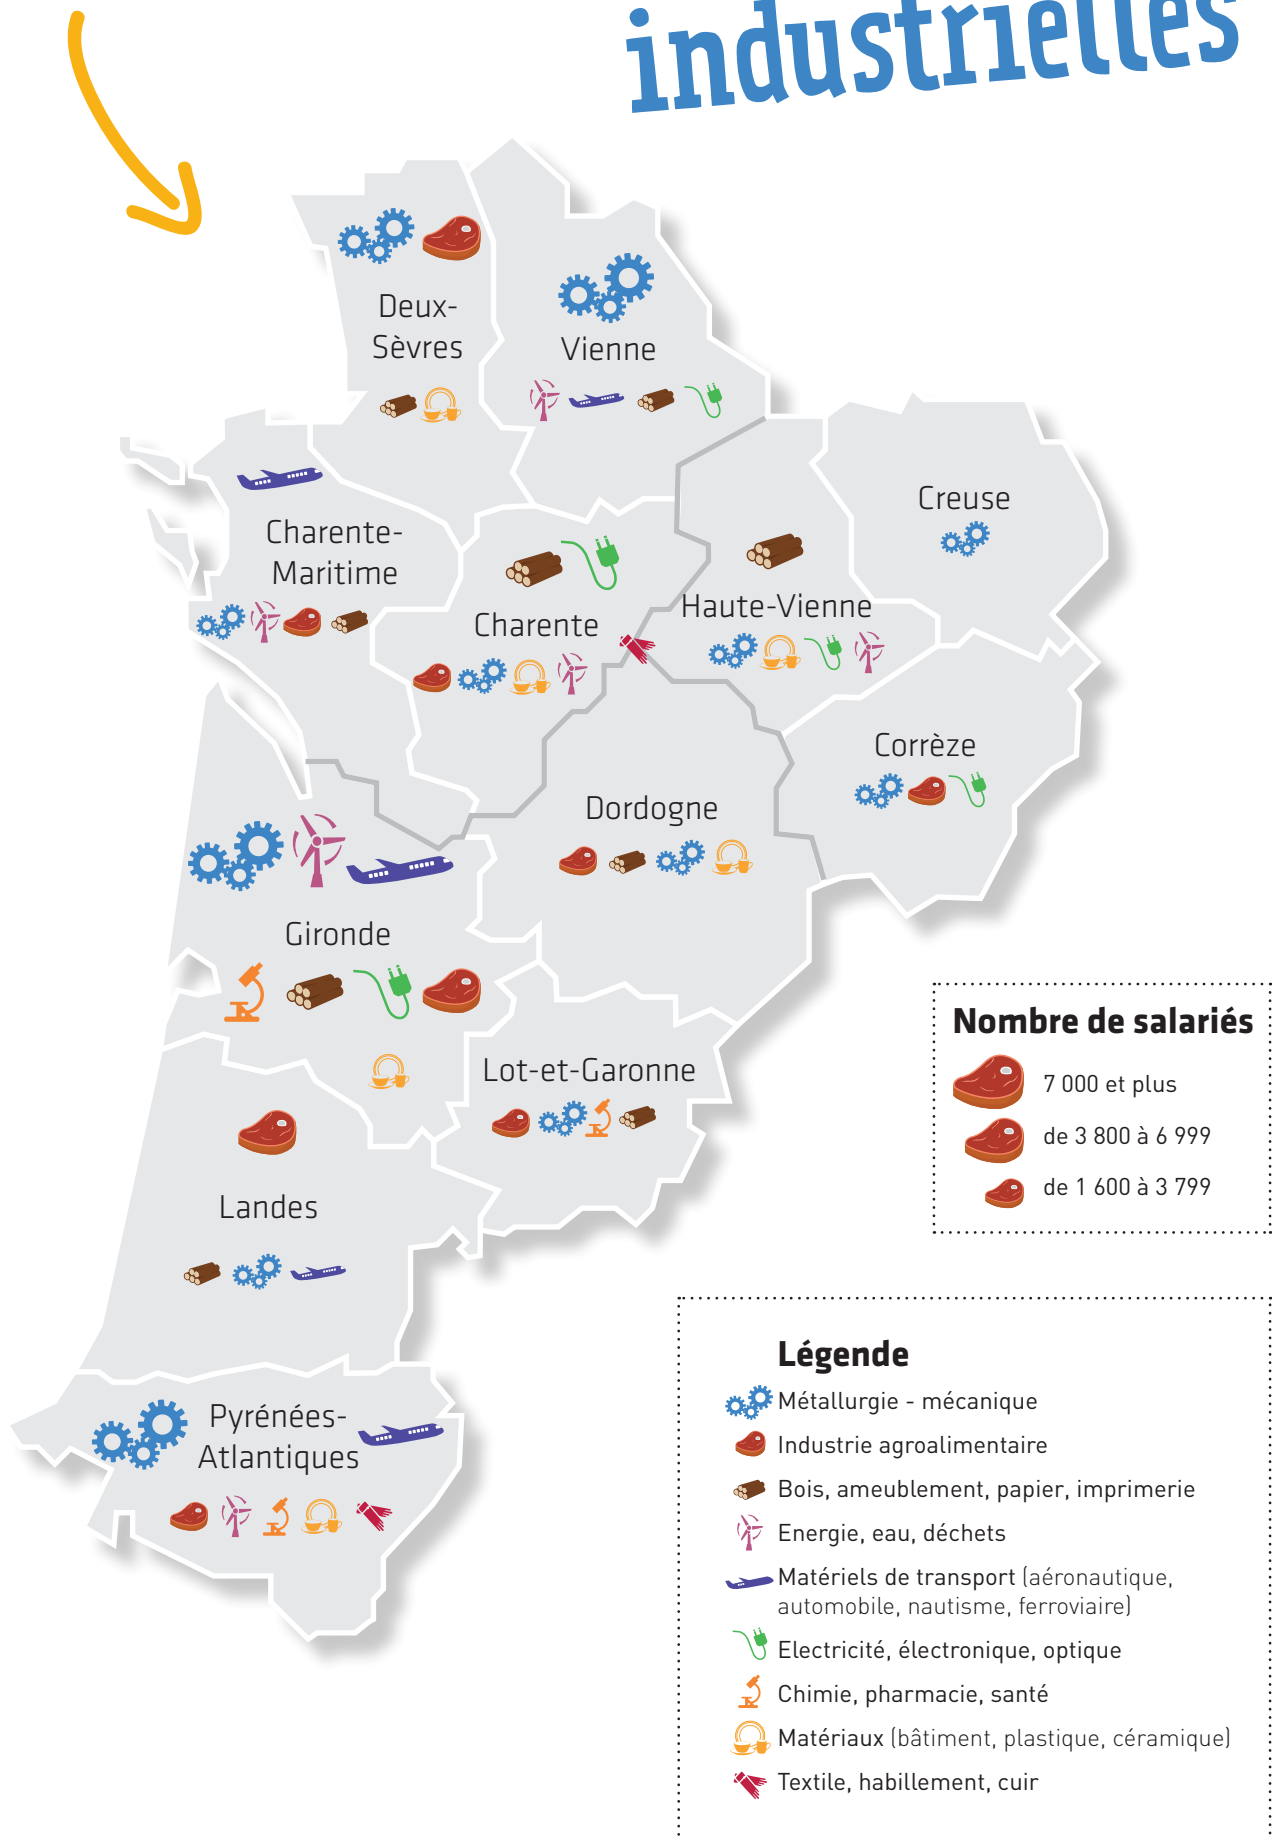 industrielles
Deux-
Sèvres
Vienne
Creuse
Charente-
Maritime
Charente
Haute-Vienne
Corrèze
Dordogne
Gironde
Lot-et-Garonne
Landes
Pyrénées-
Atlantiques
Nombre de salariés
7 000 et plus
de 3 800 à 6 999
de 1 600 à 3 799
Légende
Métallurgie - mécanique
Industrie agroalimentaire
Bois, ameublement, papier, imprimerie
Energie, eau, déchets
Matériels de transport (aéronautique,
automobile, nautisme, ferroviaire)
Electricité, électronique, optique
Chimie, pharmacie, santé
Matériaux (bâtiment, plastique, céramique)
Textile, habillement, cuir